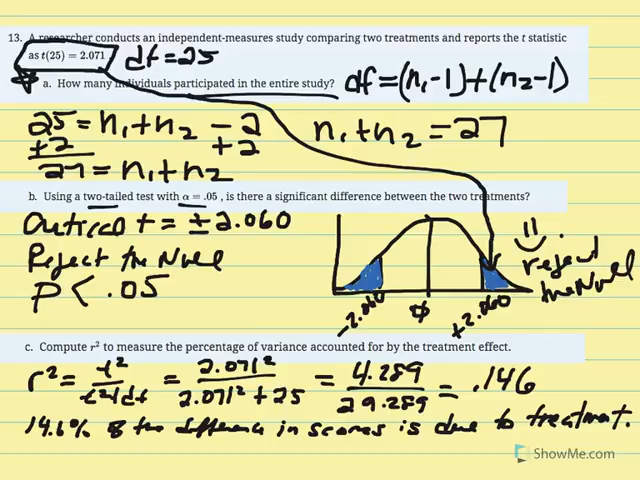 13. A researcher conducts an independent-measures study comparing two treatments and reports the t statistic
as t(25) = 2.071 df = 25
a. How many individuals participated in the entire study? df = (n₁-1)+(n₂-1)
25 = n₁+n₂ - 2 n₁+n₂ = 27
+2 +2
27 = n₁+n₂
b. Using a two-tailed test with α = .05, is there a significant difference between the two treatments?
critical t = ± 2.060
Reject the Null reject the Null
P < .05
-2.060 +2.060
c. Compute r² to measure the percentage of variance accounted for by the treatment effect.
r² = t² / t²+df = 2.071² / 2.071² + 25 = 4.289 / 29.289 = .146
14.6% of the difference in scores is due to treatment.
ShowMe.com